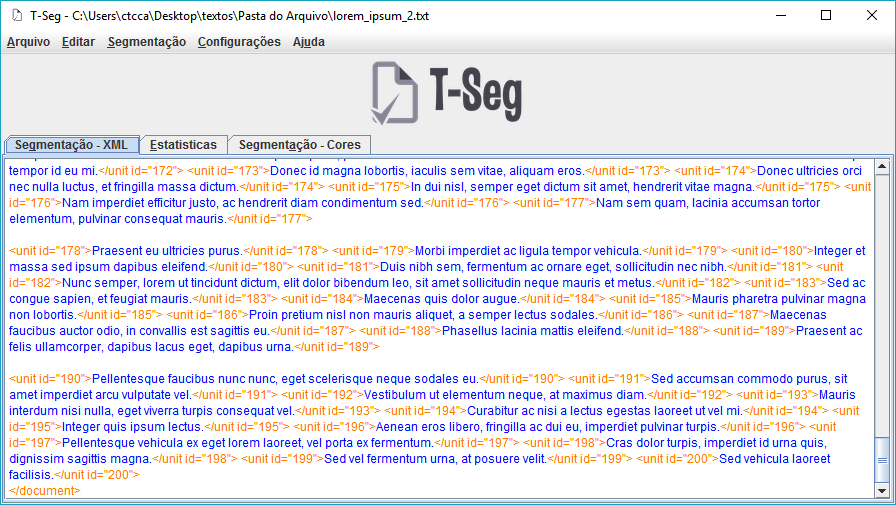 T-Seg - C:\Users\ctcca\Desktop\textos\Pasta do Arquivo\lorem_ipsum_2.txt
Arquivo Editar Segmentação Configurações Ajuda
T-Seg
Segmentação - XML Estatisticas Segmentação - Cores
tempor id eu mi.</unit id="172"> <unit id="173">Donec id magna lobortis, iaculis sem vitae, aliquam eros.</unit id="173"> <unit id="174">Donec ultricies orci
nec nulla luctus, et fringilla massa dictum.</unit id="174"> <unit id="175">In dui nisl, semper eget dictum sit amet, hendrerit vitae magna.</unit id="175"> <unit
id="176">Nam imperdiet efficitur justo, ac hendrerit diam condimentum sed.</unit id="176"> <unit id="177">Nam sem quam, lacinia accumsan tortor
elementum, pulvinar consequat mauris.</unit id="177">
<unit id="178">Praesent eu ultricies purus.</unit id="178"> <unit id="179">Morbi imperdiet ac ligula tempor vehicula.</unit id="179"> <unit id="180">Integer et
massa sed ipsum dapibus eleifend.</unit id="180"> <unit id="181">Duis nibh sem, fermentum ac ornare eget, sollicitudin nec nibh.</unit id="181"> <unit
id="182">Nunc semper, lorem ut tincidunt dictum, elit dolor bibendum leo, sit amet sollicitudin neque mauris et metus.</unit id="182"> <unit id="183">Sed ac
congue sapien, et feugiat mauris.</unit id="183"> <unit id="184">Maecenas quis dolor augue.</unit id="184"> <unit id="185">Mauris pharetra pulvinar magna
non lobortis.</unit id="185"> <unit id="186">Proin pretium nisl non mauris aliquet, a semper lectus sodales.</unit id="186"> <unit id="187">Maecenas
faucibus auctor odio, in convallis est sagittis eu.</unit id="187"> <unit id="188">Phasellus lacinia mattis eleifend.</unit id="188"> <unit id="189">Praesent ac
felis ullamcorper, dapibus lacus eget, dapibus urna.</unit id="189">
<unit id="190">Pellentesque faucibus nunc nunc, eget scelerisque neque sodales eu.</unit id="190"> <unit id="191">Sed accumsan commodo purus, sit
amet imperdiet arcu vulputate vel.</unit id="191"> <unit id="192">Vestibulum ut elementum neque, at maximus diam.</unit id="192"> <unit id="193">Mauris
interdum nisi nulla, eget viverra turpis consequat vel.</unit id="193"> <unit id="194">Curabitur ac nisi a lectus egestas laoreet ut vel mi.</unit id="194"> <unit
id="195">Integer quis ipsum lectus.</unit id="195"> <unit id="196">Aenean eros libero, fringilla ac dui eu, imperdiet pulvinar turpis.</unit id="196"> <unit
id="197">Pellentesque vehicula ex eget lorem laoreet, vel porta ex fermentum.</unit id="197"> <unit id="198">Cras dolor turpis, imperdiet id urna quis,
dignissim sagittis magna.</unit id="198"> <unit id="199">Sed vel fermentum urna, at posuere velit.</unit id="199"> <unit id="200">Sed vehicula laoreet
facilisis.</unit id="200">
</document>